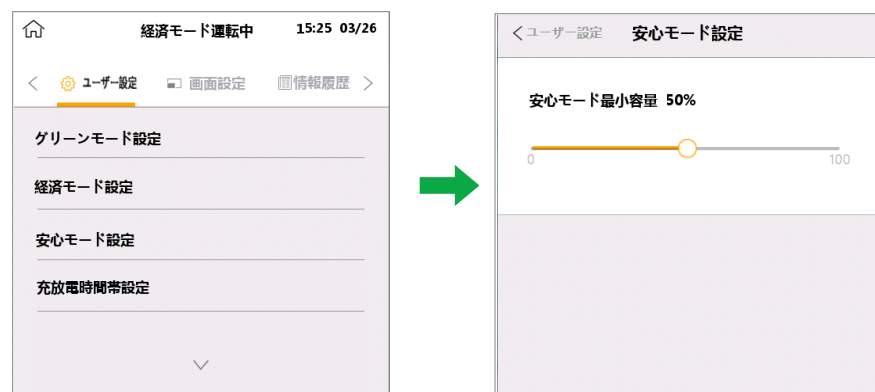 経済モード運転中 15:25 03/26
ユーザー設定 画面設定 情報履歴
グリーンモード設定
経済モード設定
安心モード設定
充放電時間帯設定
ユーザー設定 安心モード設定
安心モード最小容量 50%
0 100